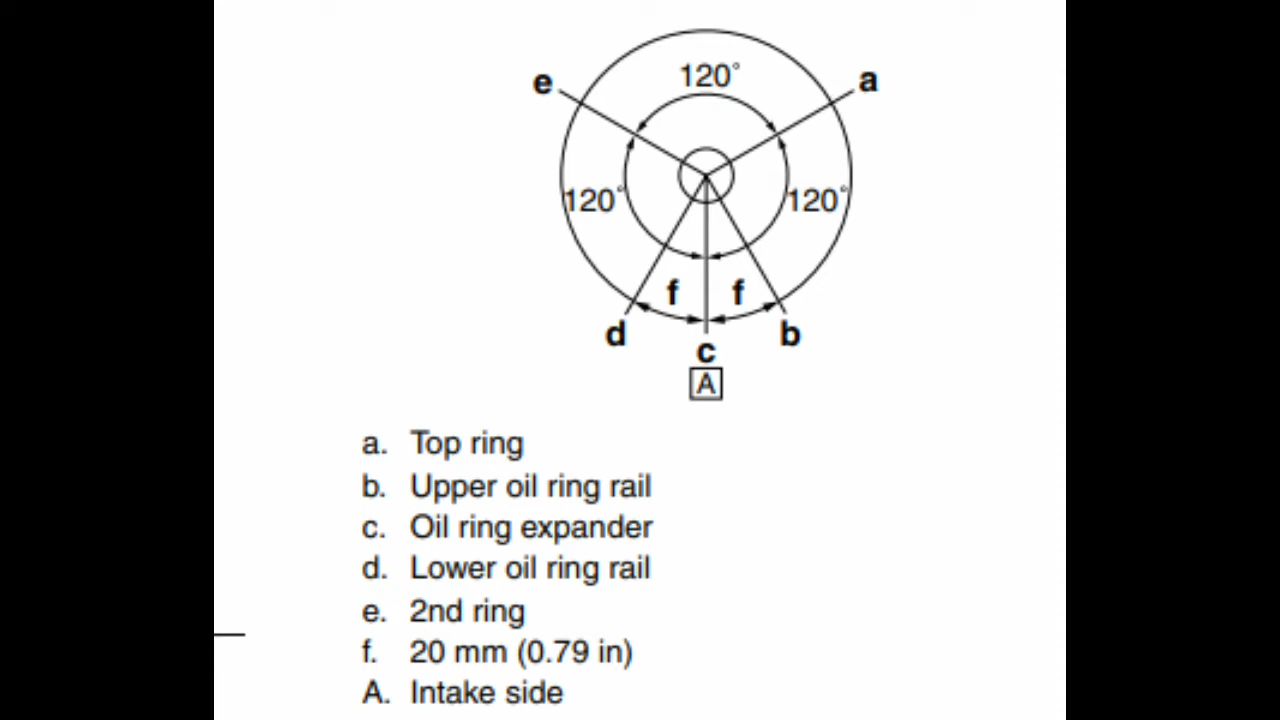 120°
e
a
120°
120°
f
f
d
b
c
A
a. Top ring
b. Upper oil ring rail
c. Oil ring expander
d. Lower oil ring rail
e. 2nd ring
f. 20 mm (0.79 in)
A. Intake side